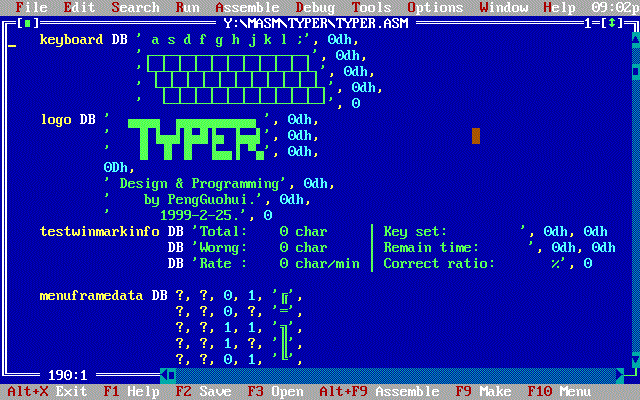 File Edit Search Run Assemble Debug Tools Options Window Help 09:02p
[■] Y:\MASM\TYPER\TYPER.ASM 1=[↕]
keyboard DB ' a s d f g h j k l ;', 0dh,
' ', 0dh,
' ', 0dh,
' ', 0dh,
' ', 0
logo DB ' ', 0dh,
' TYPER ', 0dh,
' ', 0dh,
0Dh,
' Design & Programming', 0dh,
' by PengGuohui.', 0dh,
' 1999-2-25.', 0
testwinmarkinfo DB 'Total: 0 char │ Key set: ', 0dh, 0dh
DB 'Worng: 0 char │ Remain time: ', 0dh, 0dh
DB 'Rate : 0 char/min │ Correct ratio: %', 0
menuframedata DB ?, ?, 0, 1, '╔',
?, ?, 0, 0, '═',
?, ?, 1, 1, '╗',
?, ?, 1, 1, '║',
?, ?, 0, 1, '╚',
190:1
Alt+X Exit F1 Help F2 Save F3 Open Alt+F9 Assemble F9 Make F10 Menu